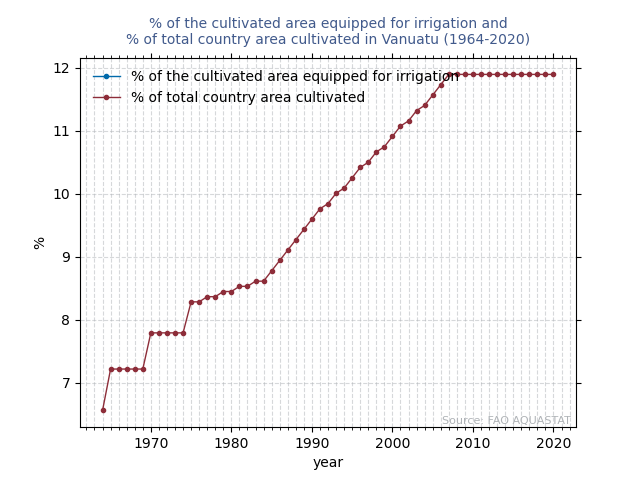 % of the cultivated area equipped for irrigation and
% of total country area cultivated in Vanuatu (1964-2020)
% of the cultivated area equipped for irrigation
% of total country area cultivated
%
12
11
10
9
8
7
Source: FAO AQUASTAT
1970 1980 1990 2000 2010 2020
year